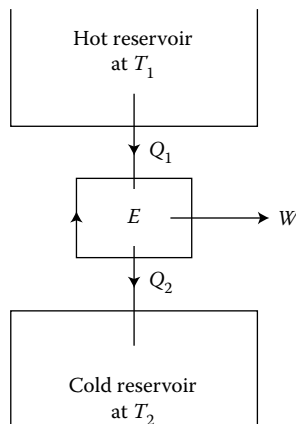 Hot reservoir
at T₁
Q₁
E
W
Q₂
Cold reservoir
at T₂